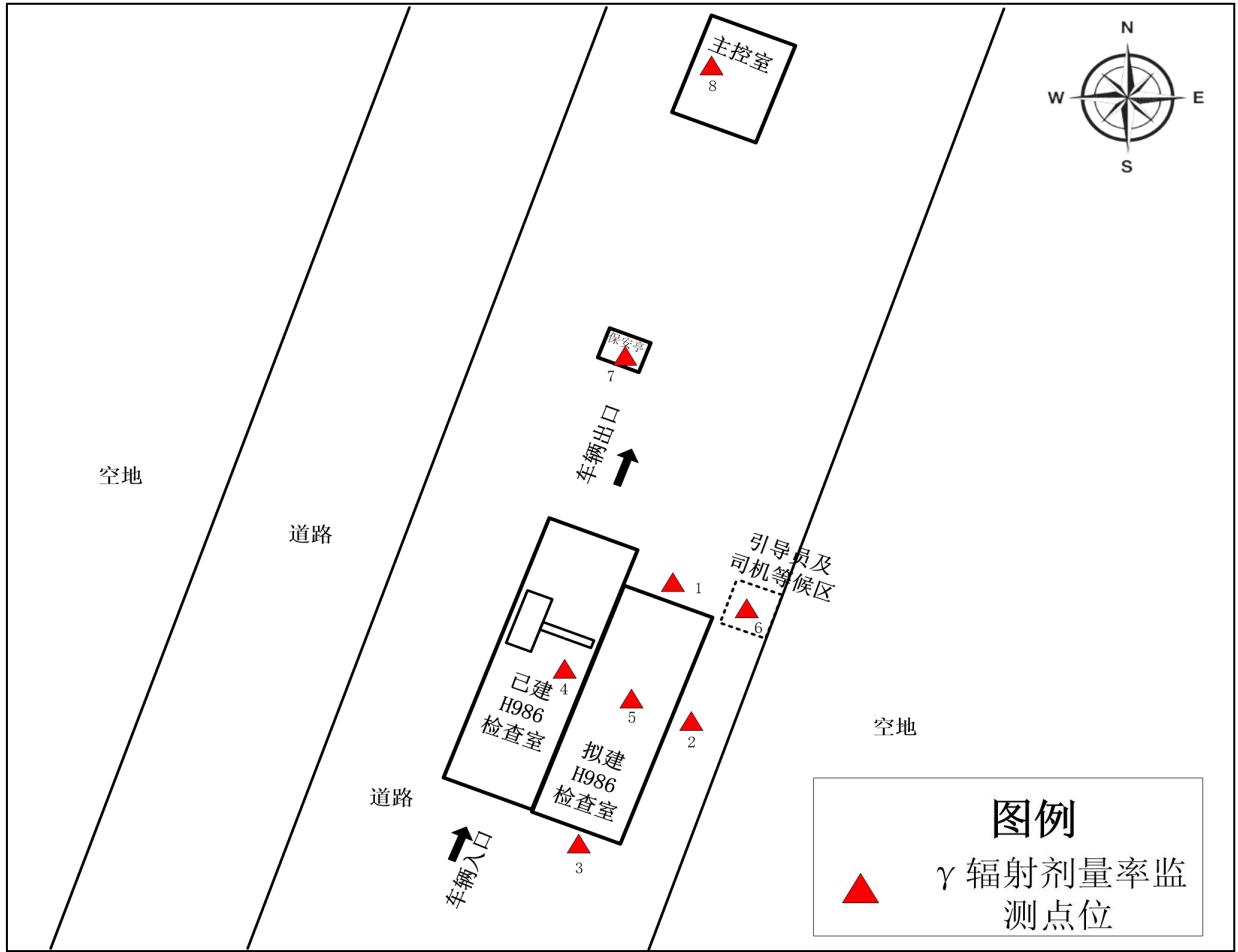 主控室
8
N
W
E
S
保安亭
7
车辆出口
空地
道路
引导员及
司机等候区
1
6
已建
H986
检查室
4
5
2
拟建
H986
检查室
空地
道路
车辆入口
3
图例
γ 辐射剂量率监
测点位